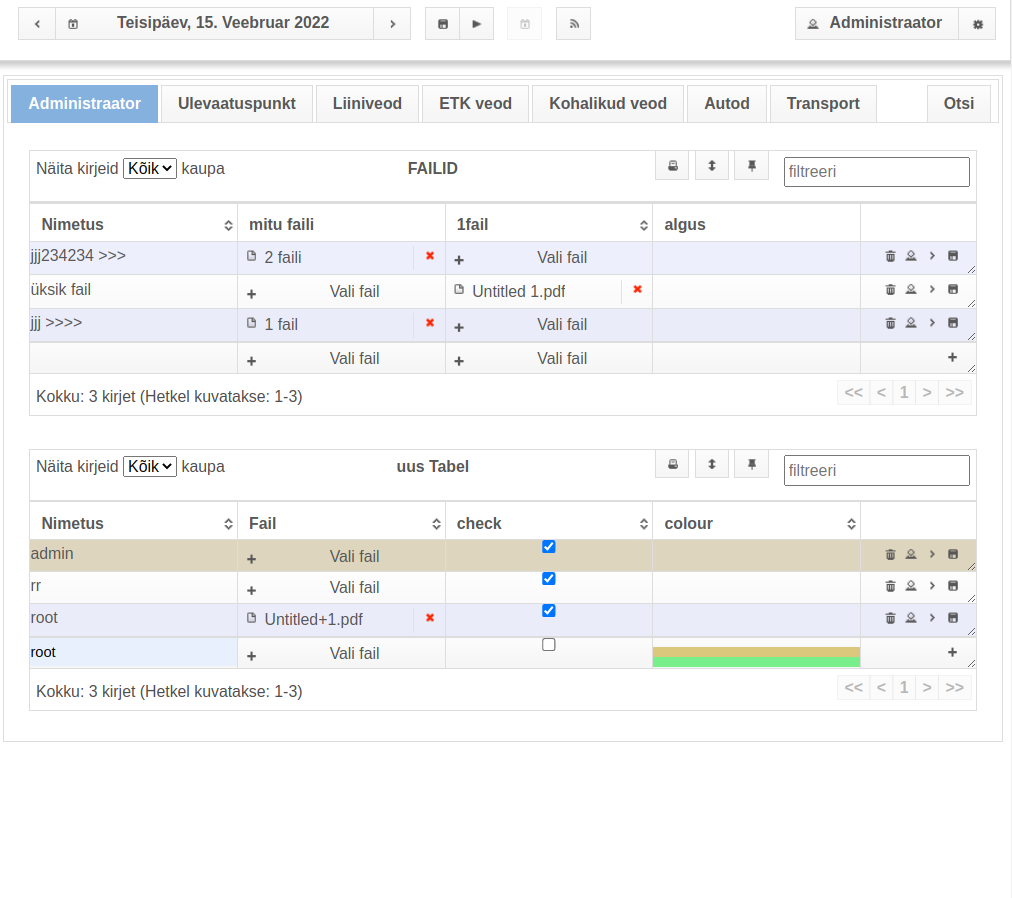 Teisipäev, 15. Veebruar 2022 Administraator
Administraator Ulevaatuspunkt Liiniveod ETK veod Kohalikud veod Autod Transport Otsi
Näita kirjeid Kõik kaupa FAILID filtreeri
Nimetus mitu faili 1fail algus
jjj234234 >>> 2 faili Vali fail
üksik fail Vali fail Untitled 1.pdf
jjj >>>> 1 fail Vali fail
Vali fail Vali fail
Kokku: 3 kirjet (Hetkel kuvatakse: 1-3) << < 1 > >>
Näita kirjeid Kõik kaupa uus Tabel filtreeri
Nimetus Fail check colour
admin Vali fail
rr Vali fail
root Untitled+1.pdf
root Vali fail
Kokku: 3 kirjet (Hetkel kuvatakse: 1-3) << < 1 > >>